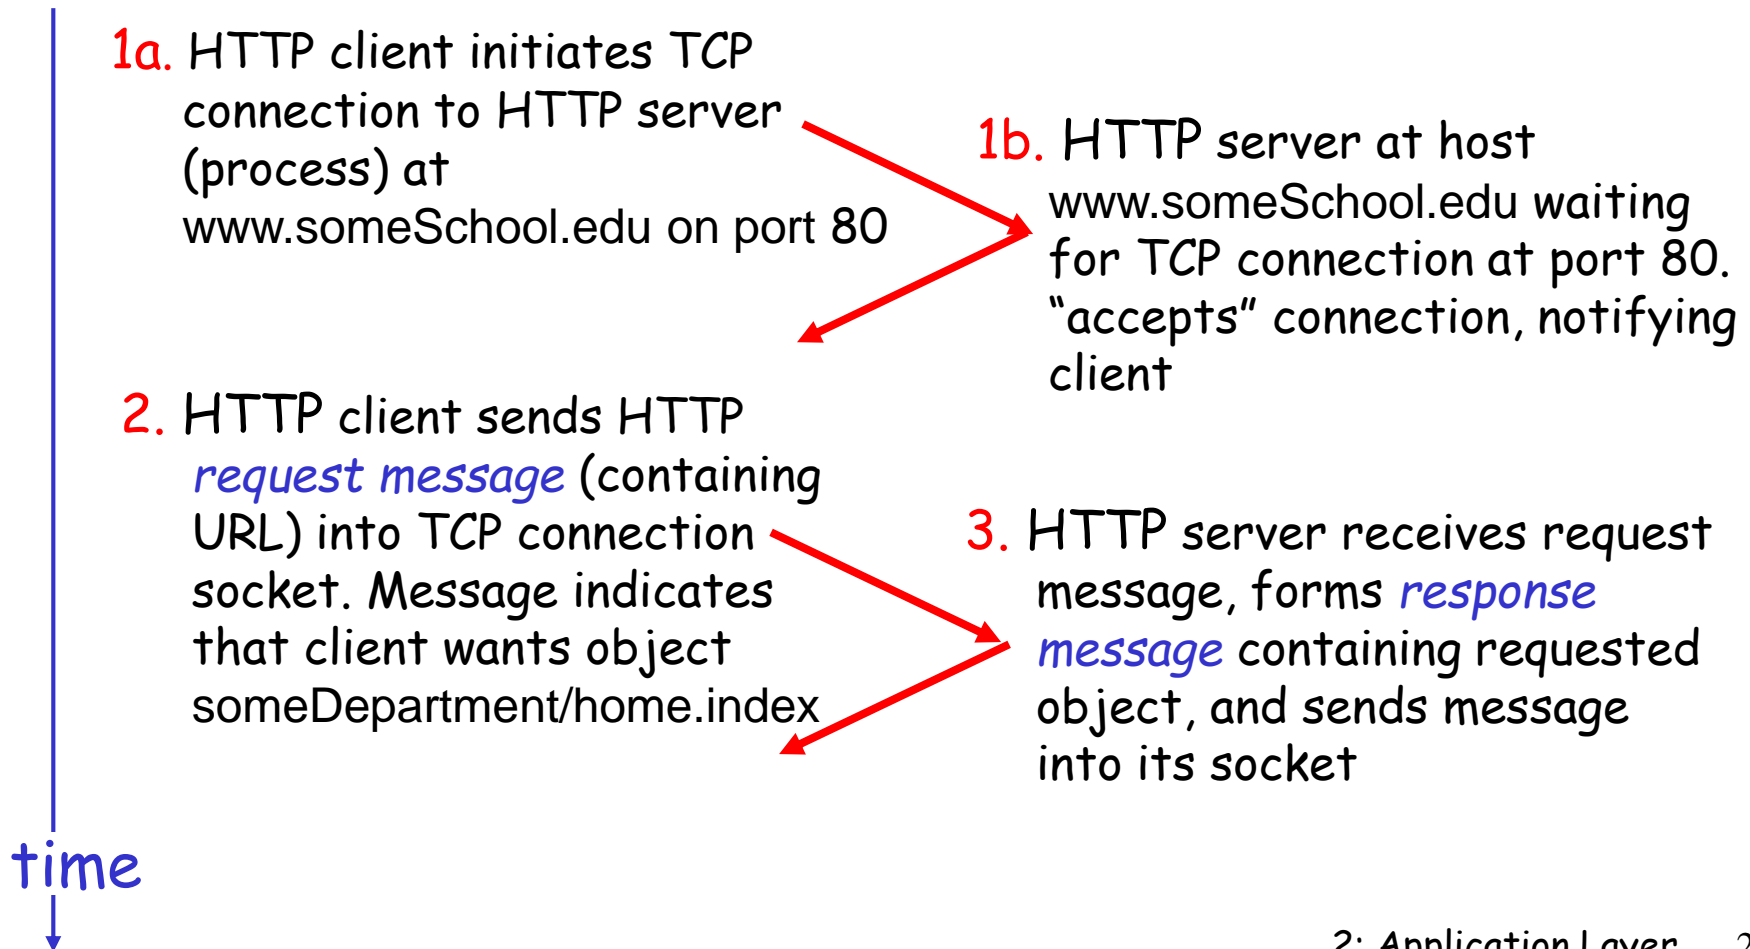 1a. HTTP client initiates TCP
connection to HTTP server
(process) at
www.someSchool.edu on port 80
1b. HTTP server at host
www.someSchool.edu waiting
for TCP connection at port 80.
“accepts” connection, notifying
client
2. HTTP client sends HTTP
request message (containing
URL) into TCP connection
socket. Message indicates
that client wants object
someDepartment/home.index
3. HTTP server receives request
message, forms response
message containing requested
object, and sends message
into its socket
time
2: Application Layer